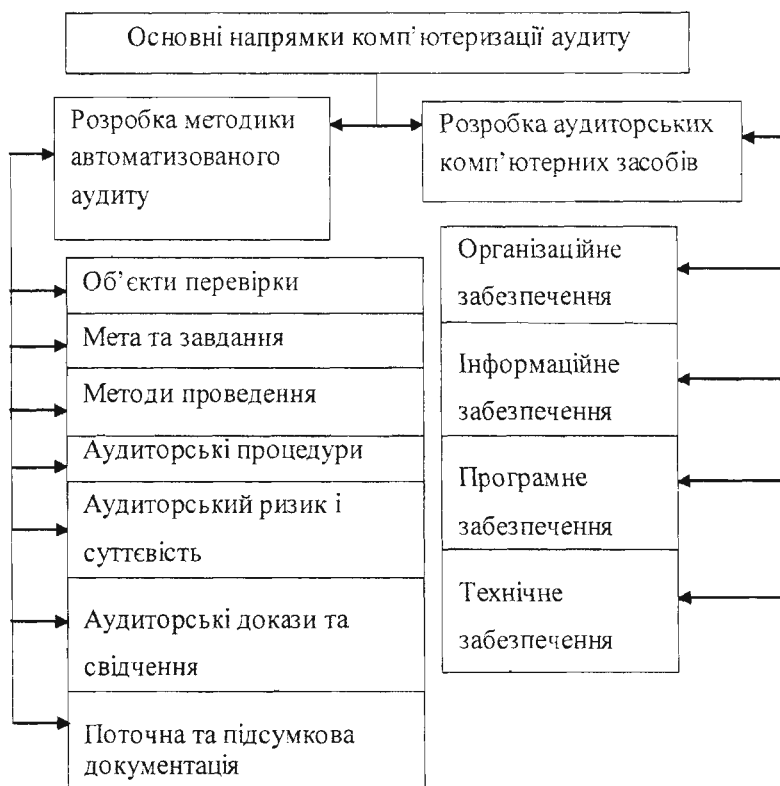 Основні напрямки комп’ютеризації аудиту
Розробка методики
автоматизованого
аудиту
Розробка аудиторських
комп’ютерних засобів
Об’єкти перевірки
Мета та завдання
Методи проведення
Аудиторські процедури
Аудиторський ризик і
суттєвість
Аудиторські докази та
свідчення
Поточна та підсумкова
документація
Організаційне
забезпечення
Інформаційне
забезпечення
Програмне
забезпечення
Технічне
забезпечення